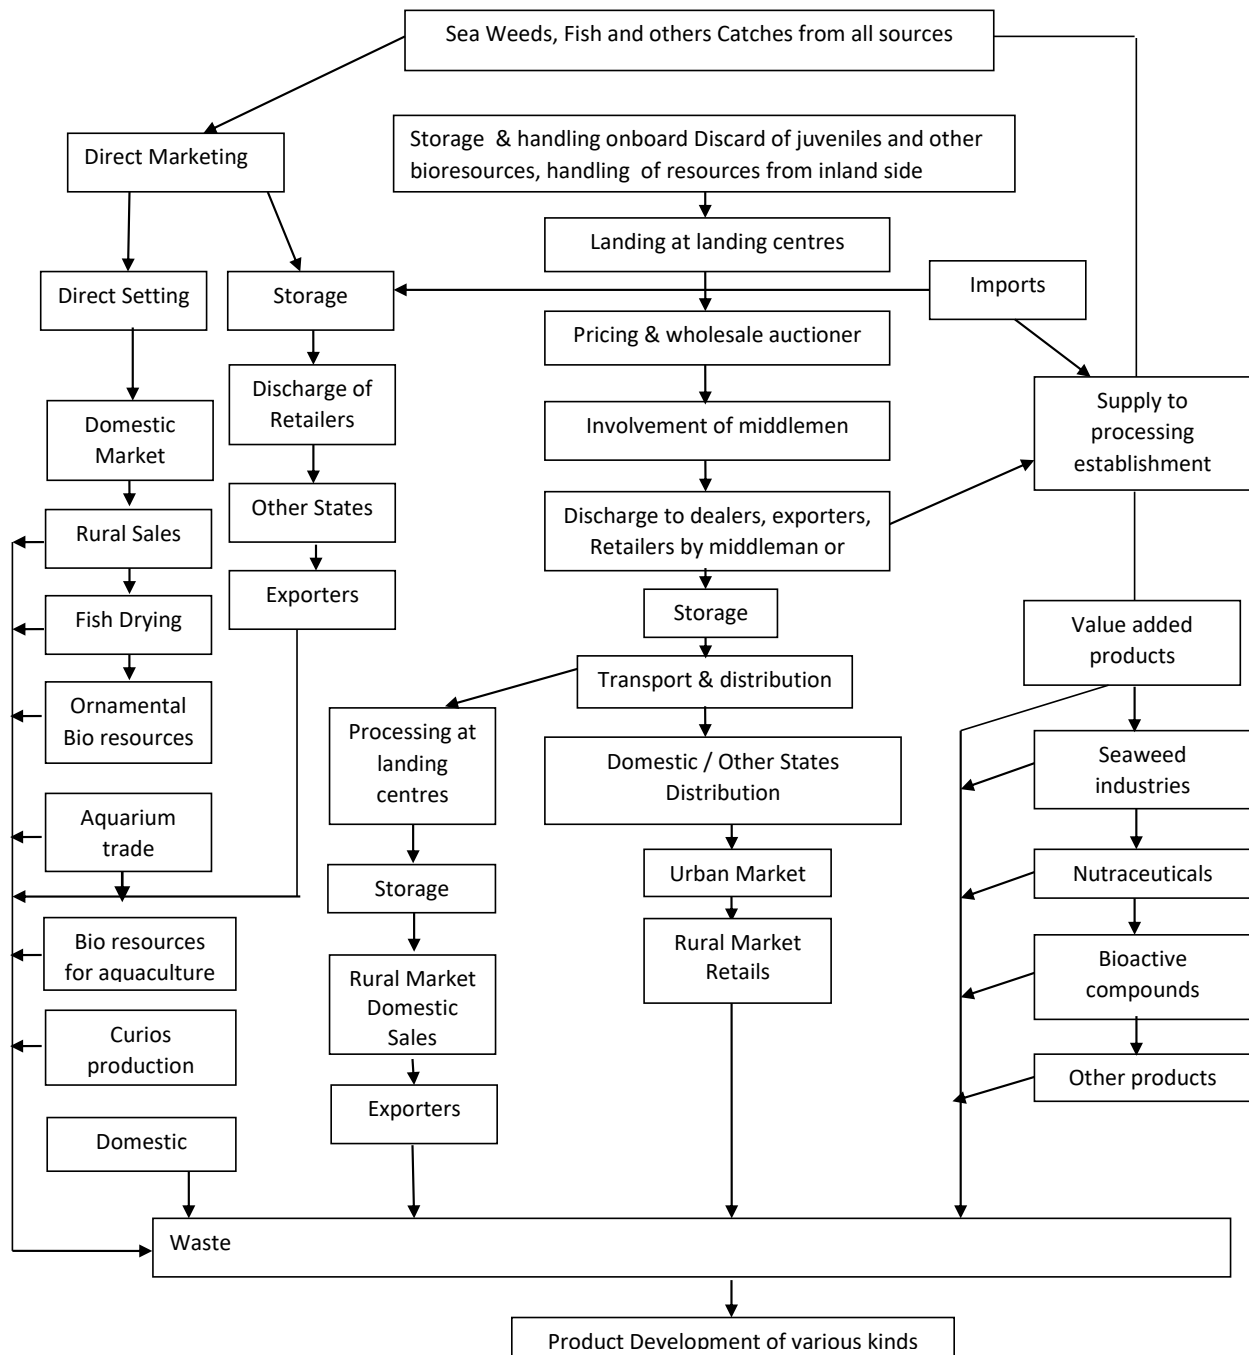 Sea Weeds, Fish and others Catches from all sources
Direct Marketing
Storage & handling onboard Discard of juveniles and other
bioresources, handling of resources from inland side
Landing at landing centres
Direct Setting
Storage
Imports
Pricing & wholesale auctioner
Discharge of
Retailers
Domestic
Market
Involvement of middlemen
Supply to
processing
establishment
Other States
Discharge to dealers, exporters,
Retailers by middleman or
Rural Sales
Exporters
Fish Drying
Storage
Value added
products
Transport & distribution
Ornamental
Bio resources
Processing at
landing
centres
Domestic / Other States
Distribution
Seaweed
industries
Aquarium
trade
Storage
Urban Market
Nutraceuticals
Bio resources
for aquaculture
Rural Market
Retails
Bioactive
compounds
Rural Market
Domestic
Sales
Curios
production
Other products
Exporters
Domestic
Waste
Product Development of various kinds